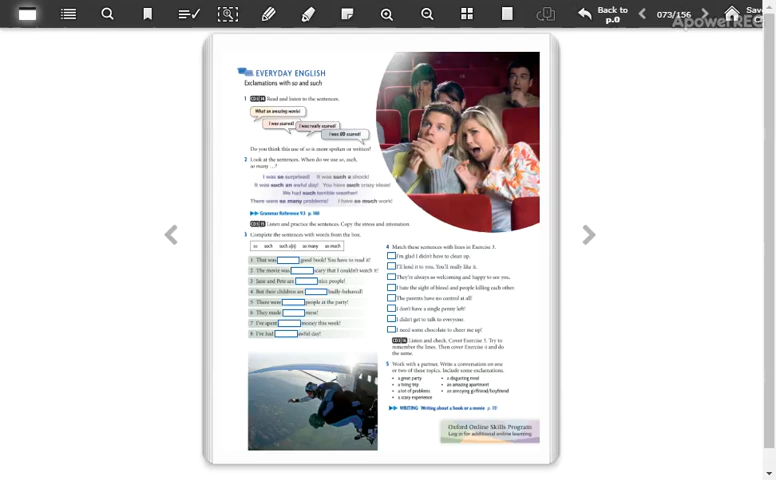 Back to
p.0
073/156
Save
ApowerREC
EVERYDAY ENGLISH
Exclamations with so and such
1 Read and listen to the sentences.
What an amazing movie!
I was scared!
I was really scared!
I was SO scared!
Do you think this use of so is more spoken or written?
2 Look at the sentences. When do we use so, such,
so many ...?
I was so surprised! It was such a shock!
It was such an awful day! You have such crazy ideas!
We had such terrible weather!
There were so many problems! I have so much work!
Grammar Reference 9.3 p. 140
Listen and practice the sentences. Copy the stress and intonation.
3 Complete the sentences with words from the box.
so such such a(n) so many so much
1 That was good book! You have to read it!
2 The movie was scary that I couldn't watch it!
3 Jane and Pete are nice people!
4 But their children are badly-behaved!
5 There were people at the party!
6 They made mess!
7 I've spent money this week!
8 I've had awful day!
4 Match these sentences with lines in Exercise 3.
I'm glad I didn't have to clean up.
I'll lend it to you. You'll really like it.
They're always so welcoming and happy to see you.
I hate the sight of blood and people killing each other.
The parents have no control at all!
I don't have a single penny left!
I didn't get to talk to everyone.
I need some chocolate to cheer me up!
Listen and check. Cover Exercise 3. Try to
remember the lines. Then cover Exercise 4 and do
the same.
5 Work with a partner. Write a conversation on one
or two of these topics. Include some exclamations.
• a great party • a disgusting meal
• a tiring trip • an amazing apartment
• a lot of problems • an annoying girlfriend/boyfriend
• a scary experience
WRITING Writing about a book or a movie p.
Oxford Online Skills Program
Log in for additional online learning